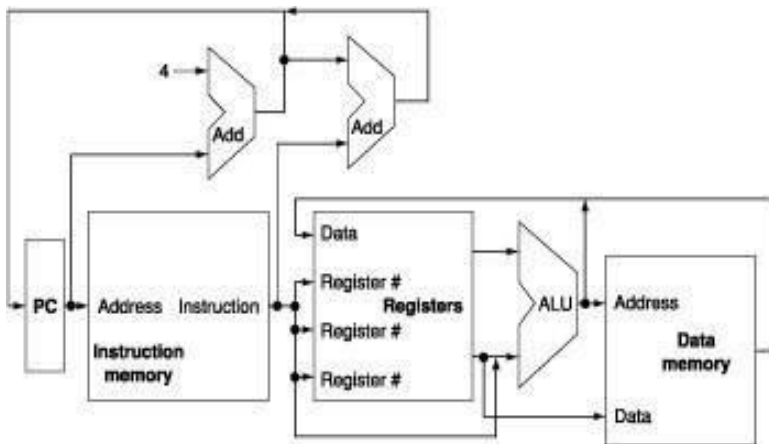 4
Add
Add
Data
PC
Address Instruction
Register #
Registers
ALU
Address
Instruction
memory
Register #
Data
memory
Register #
Data